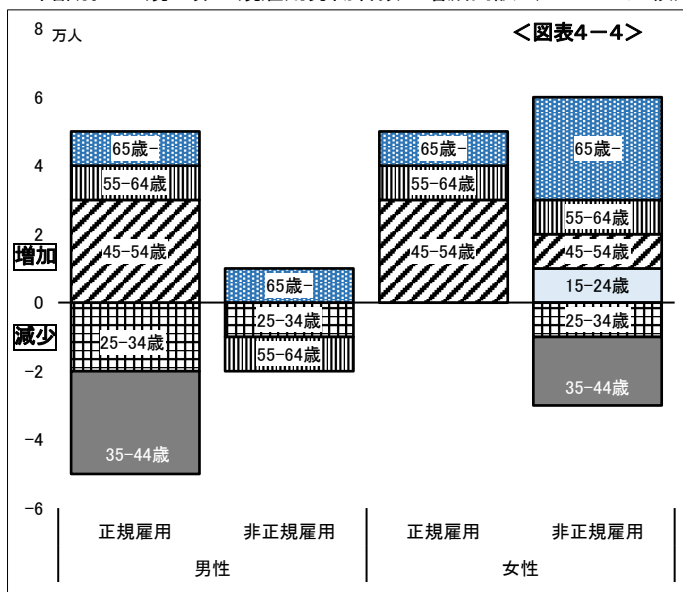 8 万人
<図表4-4>
6
65歳-
65歳-
65歳-
4
55-64歳
55-64歳
55-64歳
2
45-54歳
45-54歳
45-54歳
増加
65歳-
15-24歳
0
25-34歳
25-34歳
25-34歳
減少
55-64歳
-2
35-44歳
-4
35-44歳
-6
正規雇用
非正規雇用
正規雇用
非正規雇用
男性
女性